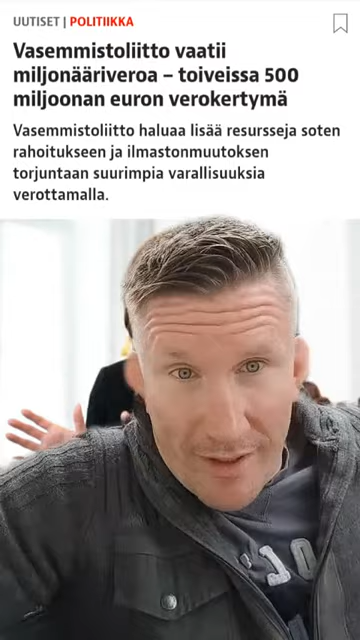 UUTISET | POLITIIKKA
Vasemmistoliitto vaatii
miljonääriveroa – toiveissa 500
miljoonan euron verokertymä
Vasemmistoliitto haluaa lisää resursseja soten
rahoitukseen ja ilmastonmuutoksen
torjuntaan suurimpia varallisuuksia
verottamalla.